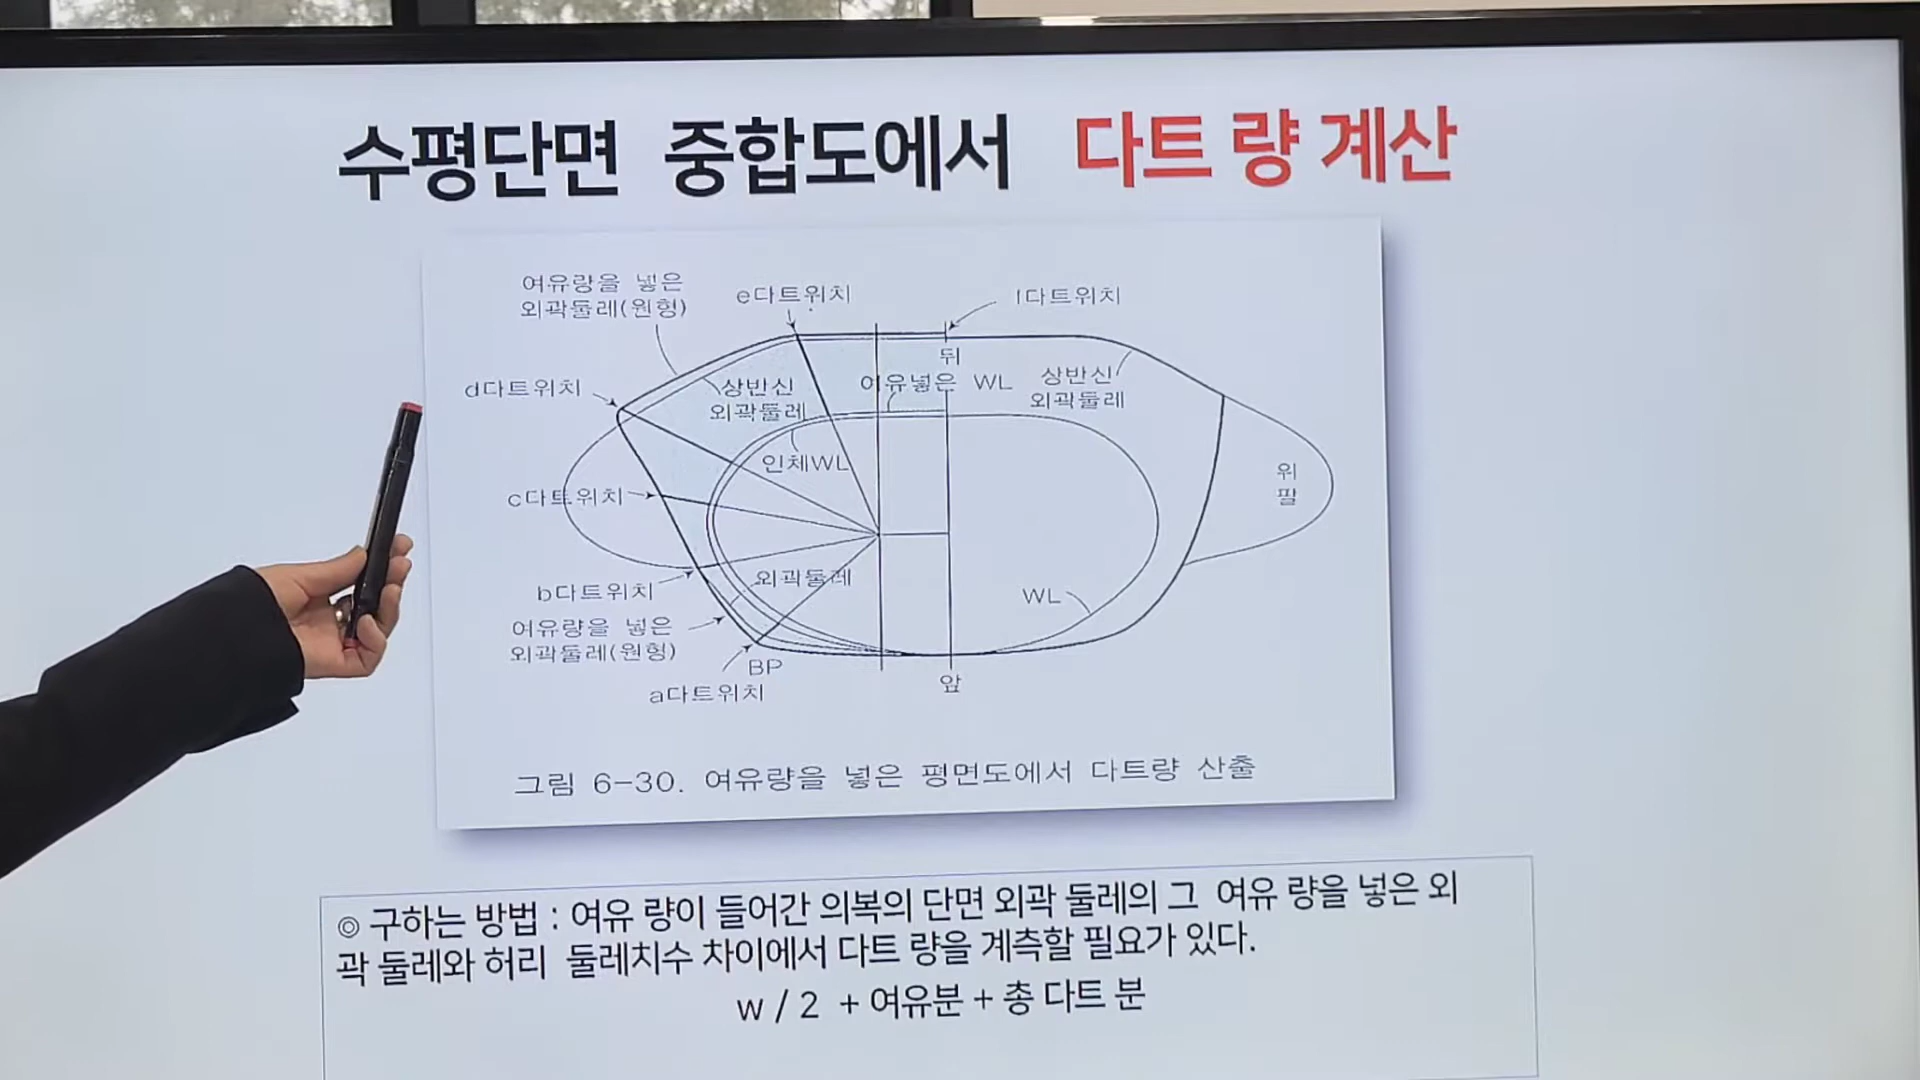 수평단면 중합도에서 다트 량 계산
여유량을 넣은
외곽둘레(원형)
e다트위치
f다트위치
뒤
d다트위치
상반신
외곽둘레
여유넣은 WL
상반신
외곽둘레
인체WL
c다트위치
위
팔
외곽둘레
b다트위치
WL
여유량을 넣은
외곽둘레(원형)
BP
a다트위치
앞
그림 6-30. 여유량을 넣은 평면도에서 다트량 산출
◎ 구하는 방법 : 여유 량이 들어간 의복의 단면 외곽 둘레의 그 여유 량을 넣은 외
곽 둘레와 허리 둘레치수 차이에서 다트 량을 계측할 필요가 있다.
w / 2 + 여유분 + 총 다트 분